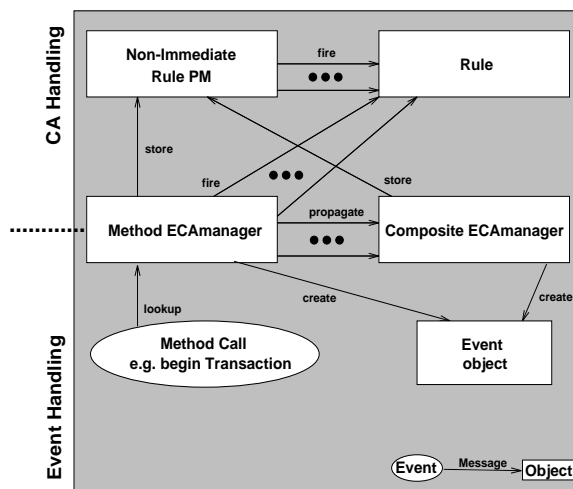 CA Handling
Non-Immediate
Rule PM
fire
Rule
store
fire
store
Method ECAmanager
propagate
Composite ECAmanager
lookup
create
create
Method Call
e.g. begin Transaction
Event
object
Event Handling
Event
Message
Object